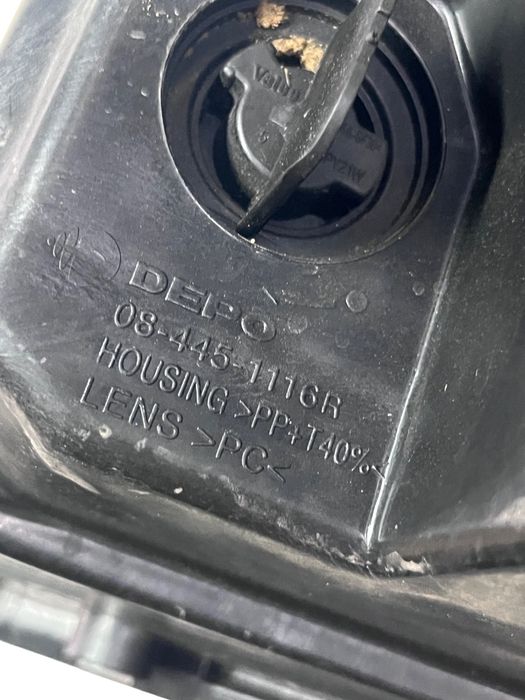 DEPO
08-445-1116R
HOUSING >PP+T40%<
LENS >PC<